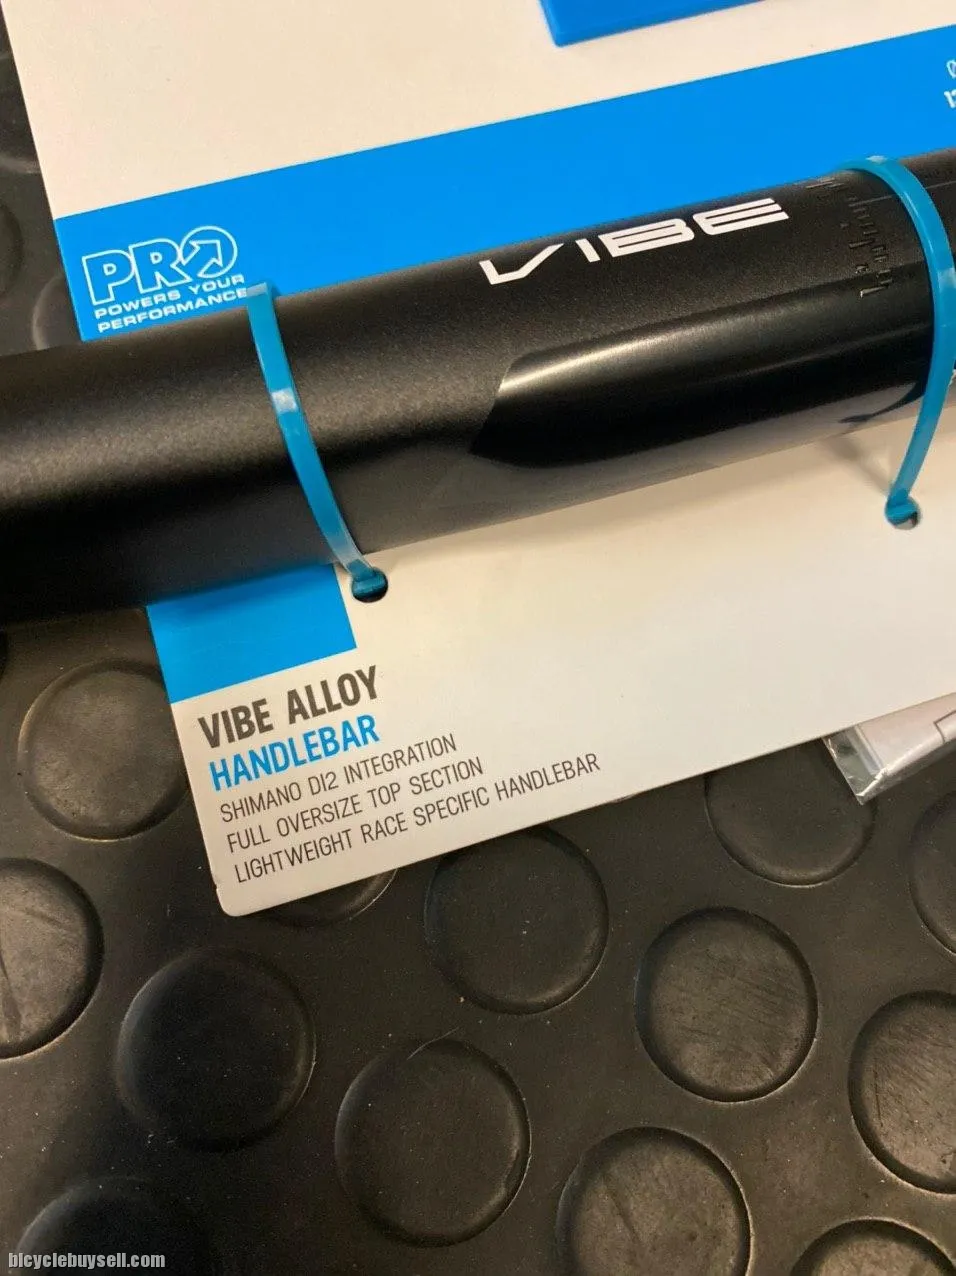 PRO
POWERS YOUR
PERFORMANCE
VIBE
VIBE ALLOY
HANDLEBAR
SHIMANO DI2 INTEGRATION
FULL OVERSIZE TOP SECTION
LIGHTWEIGHT RACE SPECIFIC HANDLEBAR
bicyclebuysell.com